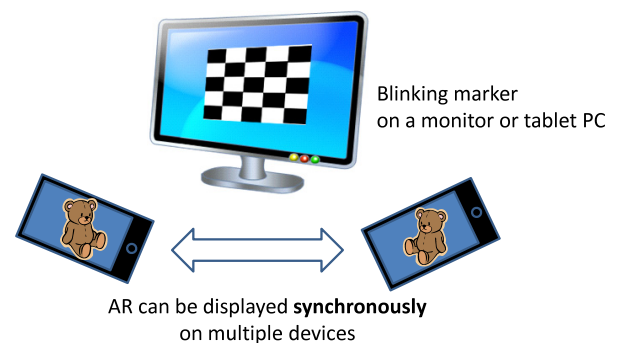 Blinking marker
on a monitor or tablet PC
AR can be displayed synchronously
on multiple devices